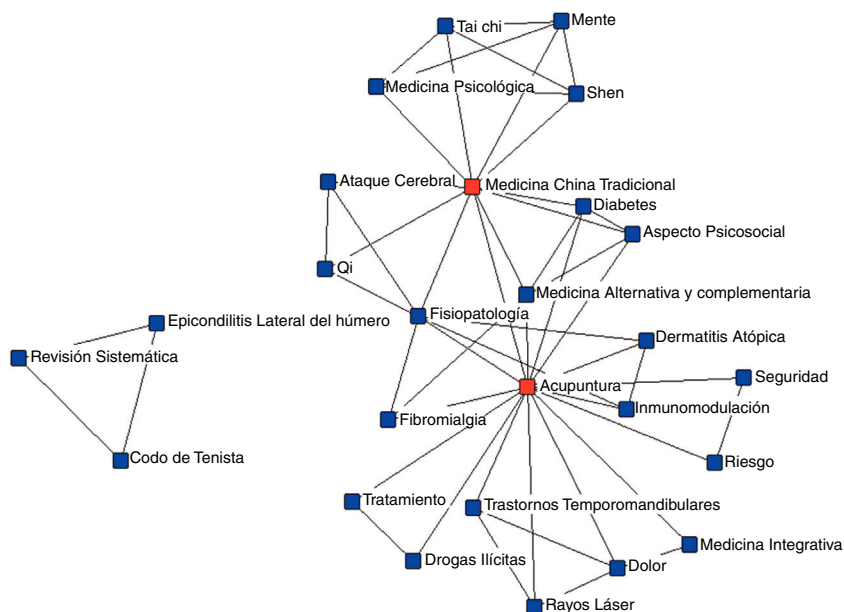 Tai chi
Mente
Medicina Psicológica
Shen
Ataque Cerebral
Medicina China Tradicional
Diabetes
Aspecto Psicosocial
Qi
Medicina Alternativa y complementaria
Fisiopatología
Epicondilitis Lateral del húmero
Dermatitis Atópica
Revisión Sistemática
Seguridad
Acupuntura
Inmunomodulación
Fibromialgia
Codo de Tenista
Riesgo
Tratamiento
Trastornos Temporomandibulares
Medicina Integrativa
Drogas Ilícitas
Dolor
Rayos Láser